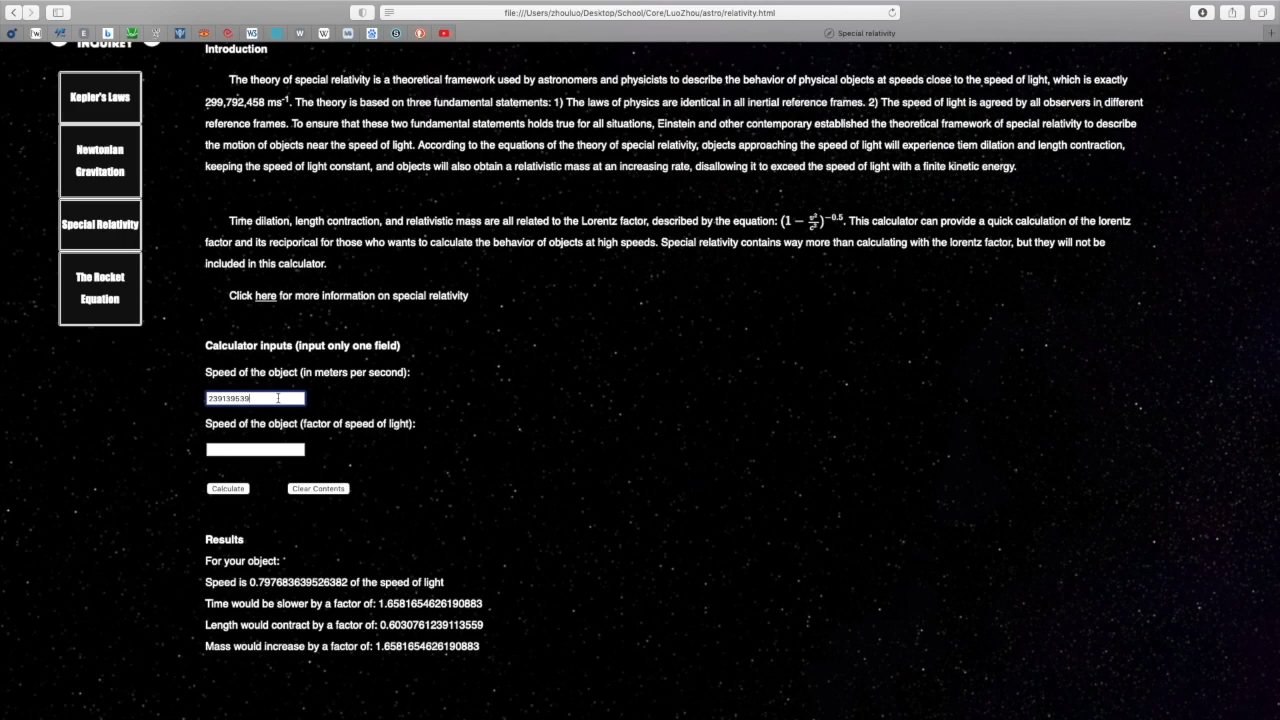 file:///Users/zhouluo/Desktop/School/Core/LuoZhou/astro/relativity.html
Special relativity
INQUIREY
Kepler's Laws
Newtonian
Gravitation
Special Relativity
The Rocket
Equation
Introduction
The theory of special relativity is a theoretical framework used by astronomers and physicists to describe the behavior of physical objects at speeds close to the speed of light, which is exactly
299,792,458 ms⁻¹. The theory is based on three fundamental statements: 1) The laws of physics are identical in all inertial reference frames. 2) The speed of light is agreed by all observers in different
reference frames. To ensure that these two fundamental statements holds true for all situations, Einstein and other contemporary established the theoretical framework of special relativity to describe
the motion of objects near the speed of light. According to the equations of the theory of special relativity, objects approaching the speed of light will experience tiem dilation and length contraction,
keeping the speed of light constant, and objects will also obtain a relativistic mass at an increasing rate, disallowing it to exceed the speed of light with a finite kinetic energy.
Time dilation, length contraction, and relativistic mass are all related to the Lorentz factor, described by the equation: (1 − v²/c²)^−0.5. This calculator can provide a quick calculation of the lorentz
factor and its reciporical for those who wants to calculate the behavior of objects at high speeds. Special relativity contains way more than calculating with the lorentz factor, but they will not be
included in this calculator.
Click here for more information on special relativity
Calculator inputs (input only one field)
Speed of the object (in meters per second):
239139539
Speed of the object (factor of speed of light):
Calculate Clear Contents
Results
For your object:
Speed is 0.797683639526382 of the speed of light
Time would be slower by a factor of: 1.6581654626190883
Length would contract by a factor of: 0.6030761239113559
Mass would increase by a factor of: 1.6581654626190883